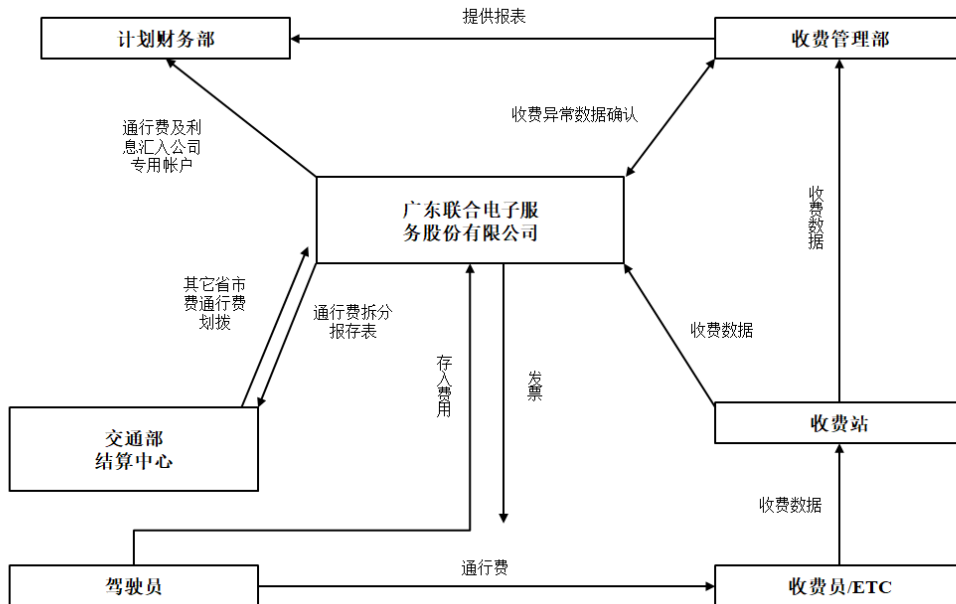 提供报表
计划财务部
收费管理部
收费异常数据确认
通行费及利
息汇入公司
专用帐户
广东联合电子服
务股份有限公司
收费数据
其它省市
费通行费
划拨
通行费拆分
报存表
收费数据
存入费用
发票
收费站
交通部
结算中心
收费数据
通行费
驾驶员
收费员/ETC